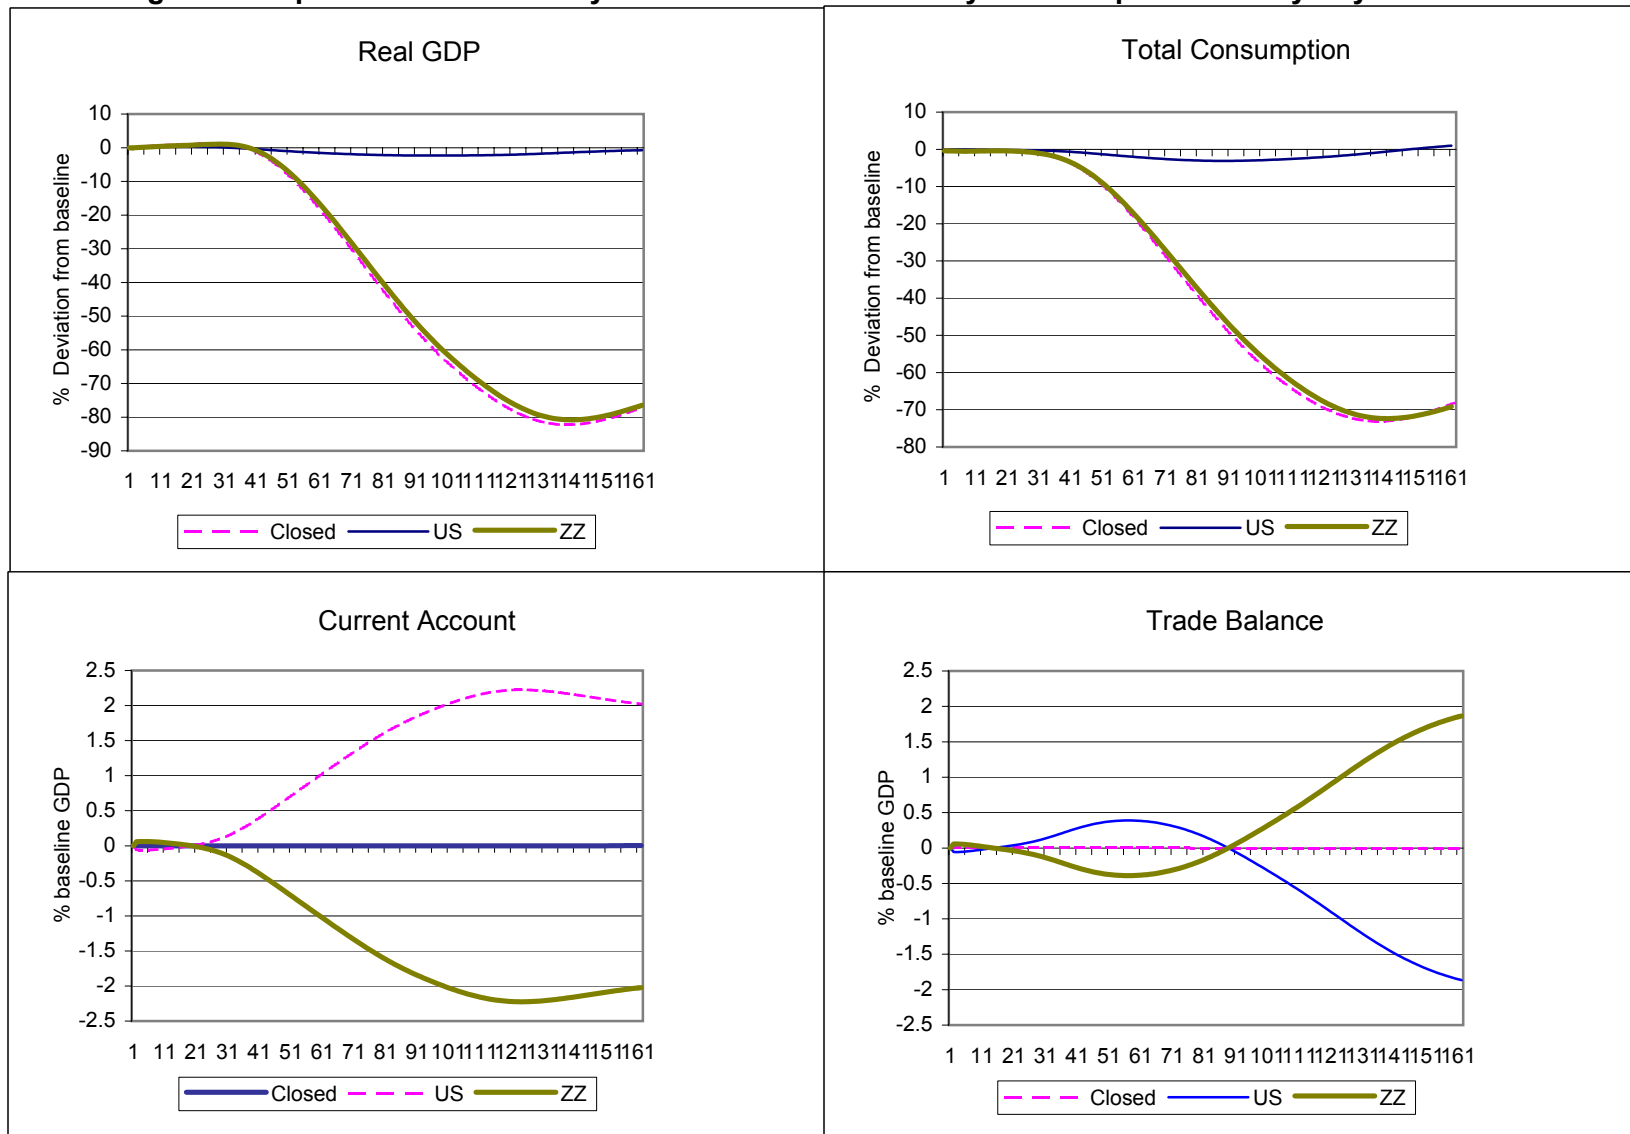 Real GDP
% Deviation from baseline
10
0
-10
-20
-30
-40
-50
-60
-70
-80
-90
1 11 21 31 41 51 61 71 81 91 101 111 121 131 141 151 161
Closed US ZZ
Total Consumption
% Deviation from baseline
10
0
-10
-20
-30
-40
-50
-60
-70
-80
1 11 21 31 41 51 61 71 81 91 101 111 121 131 141 151 161
Closed US ZZ
Current Account
% baseline GDP
2.5
2
1.5
1
0.5
0
-0.5
-1
-1.5
-2
-2.5
1 11 21 31 41 51 61 71 81 91 101 111 121 131 141 151 161
Closed US ZZ
Trade Balance
% baseline GDP
2.5
2
1.5
1
0.5
0
-0.5
-1
-1.5
-2
-2.5
1 11 21 31 41 51 61 71 81 91 101 111 121 131 141 151 161
Closed US ZZ